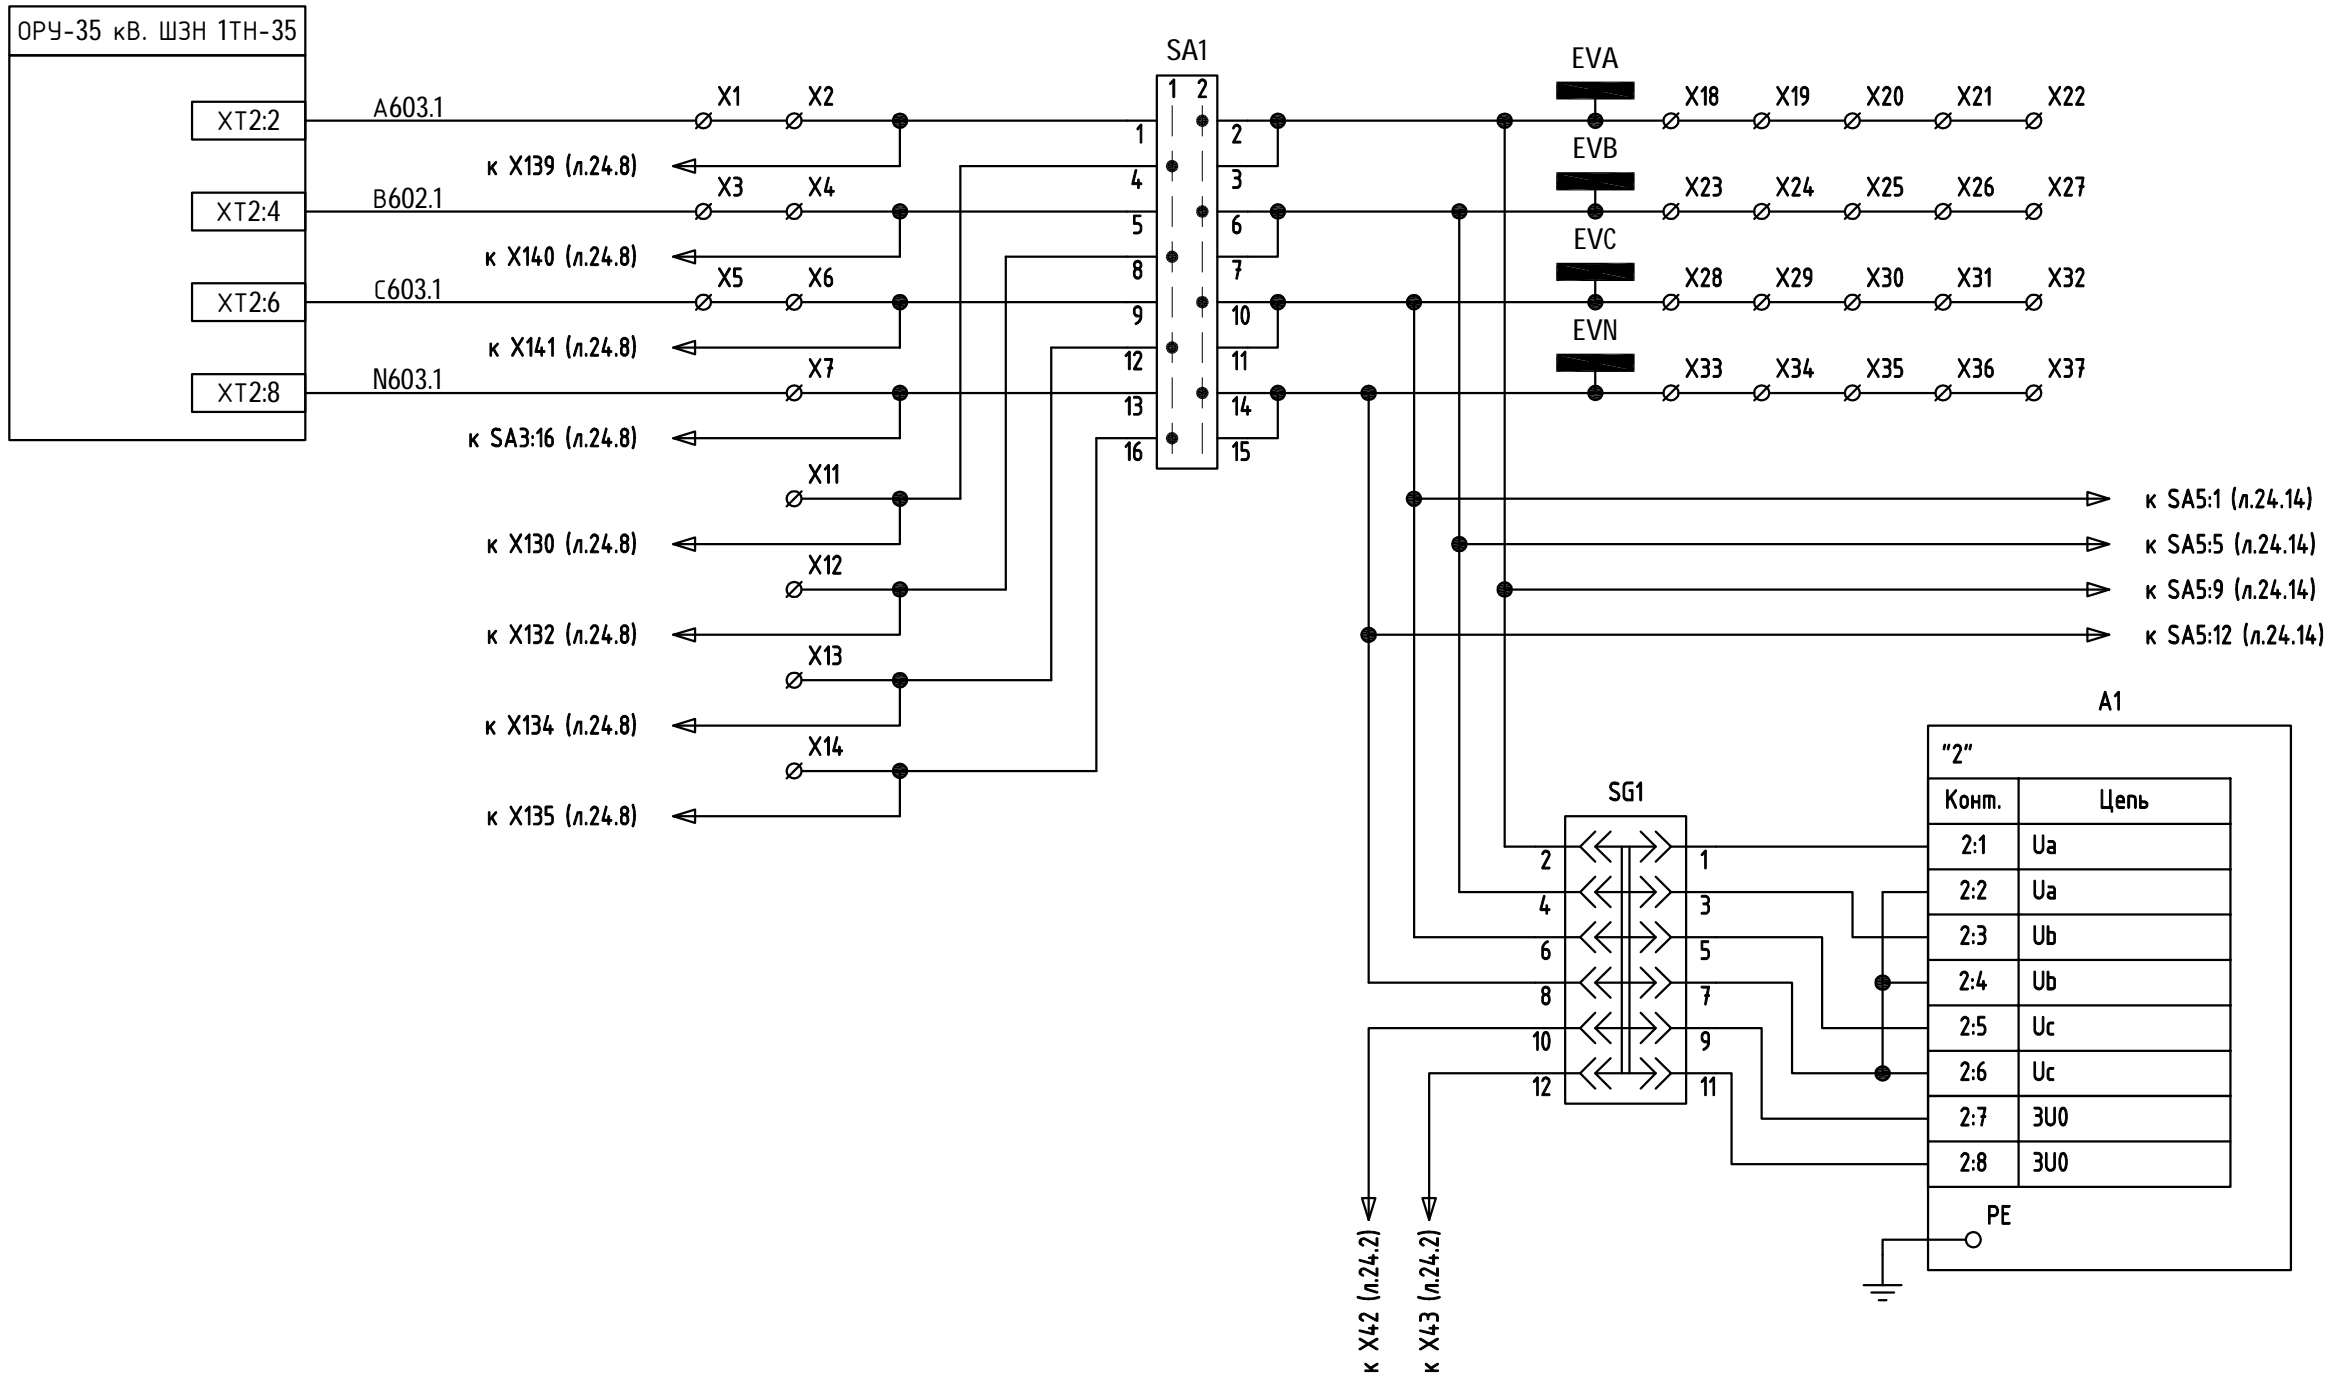 ОРУ-35 кВ. ШЗН 1ТН-35
SA1
EVA
1 2
XT2:2
A603.1
X1
X2
1
2
X18
X19
X20
X21
X22
к X139 (л.24.8)
4
3
EVB
XT2:4
B602.1
X3
X4
5
6
X23
X24
X25
X26
X27
к X140 (л.24.8)
8
7
EVC
XT2:6
C603.1
X5
X6
9
10
X28
X29
X30
X31
X32
к X141 (л.24.8)
12
11
EVN
XT2:8
N603.1
X7
13
14
X33
X34
X35
X36
X37
к SA3:16 (л.24.8)
16
15
X11
к SA5:1 (л.24.14)
к X130 (л.24.8)
к SA5:5 (л.24.14)
X12
к SA5:9 (л.24.14)
к X132 (л.24.8)
к SA5:12 (л.24.14)
X13
к X134 (л.24.8)
X14
к X135 (л.24.8)
A1
"2"
SG1
Конт.
Цепь
2
1
2:1
Ua
4
3
2:2
Ua
6
5
2:3
Ub
8
7
2:4
Ub
10
9
2:5
Uc
12
11
2:6
Uc
2:7
3U0
2:8
3U0
PE
к X42 (л.24.2)
к X43 (л.24.2)